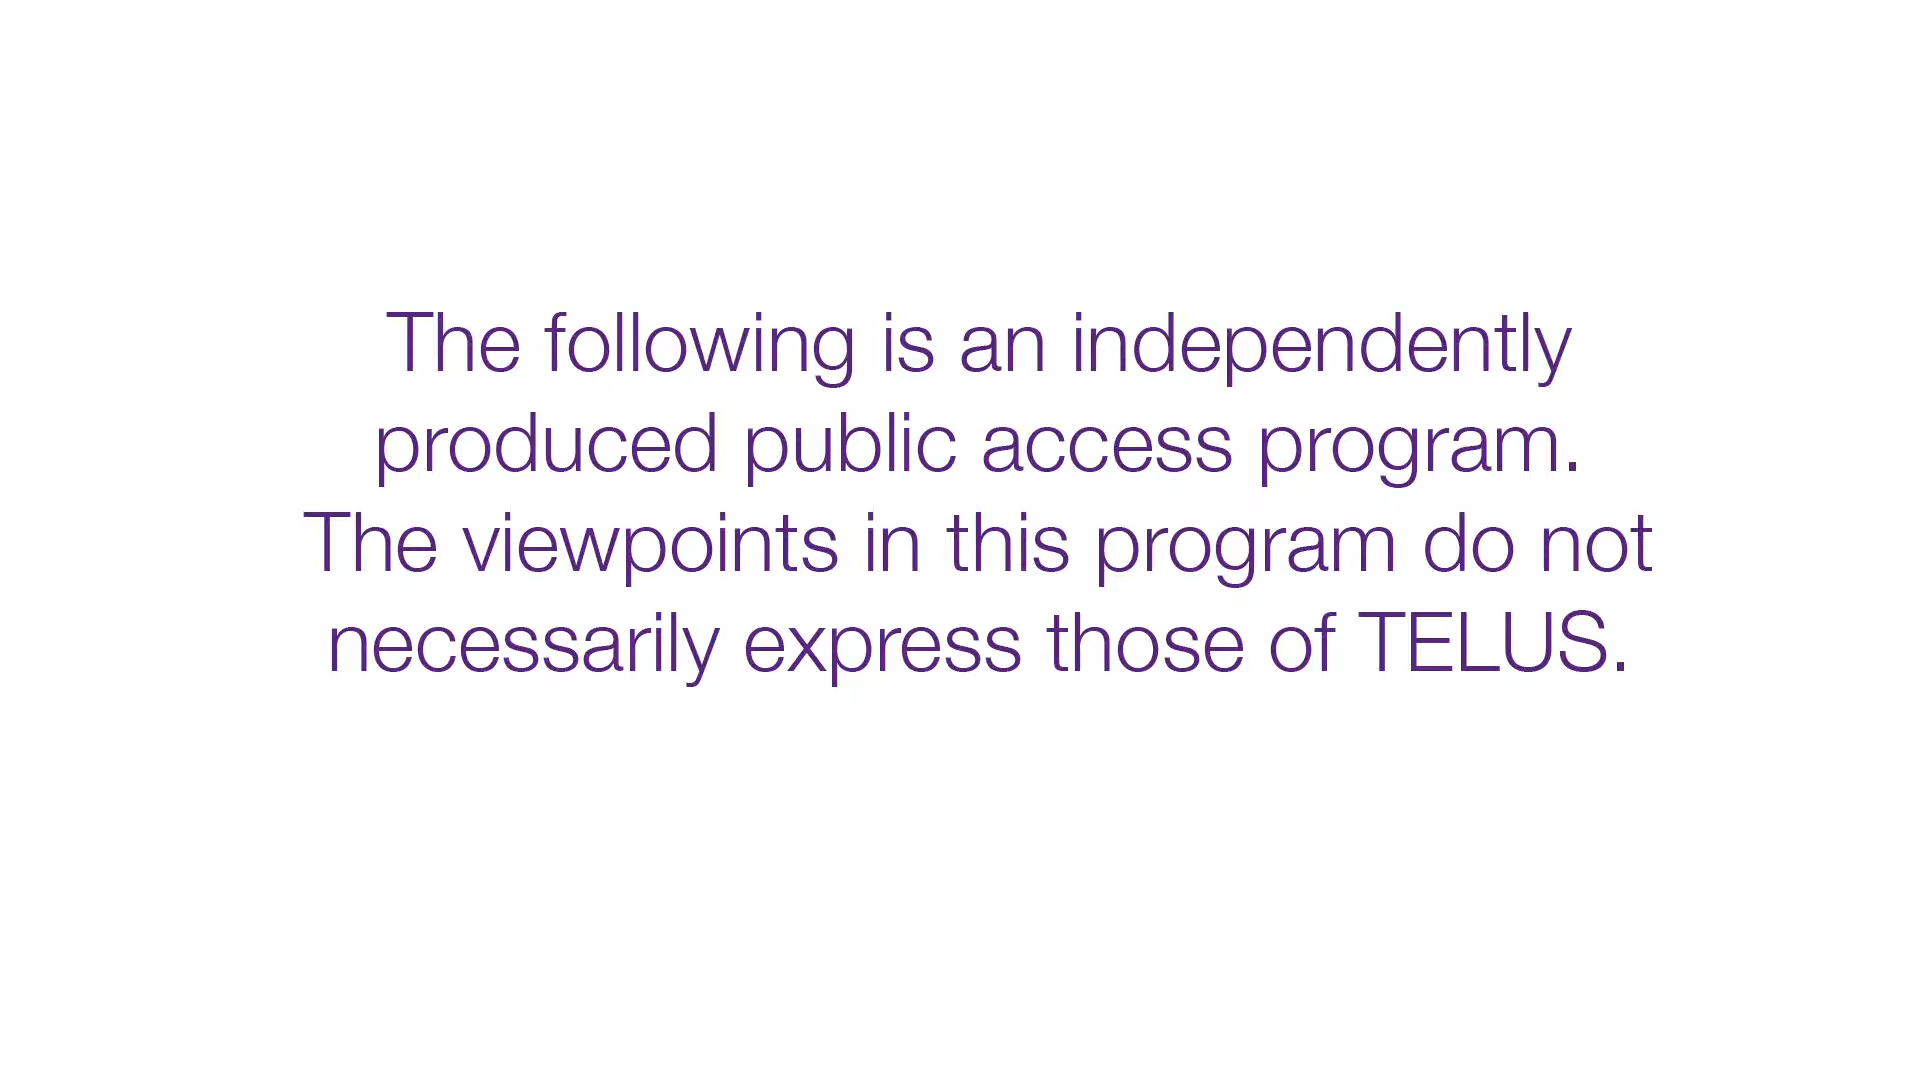 The following is an independently
produced public access program.
The viewpoints in this program do not
necessarily express those of TELUS.